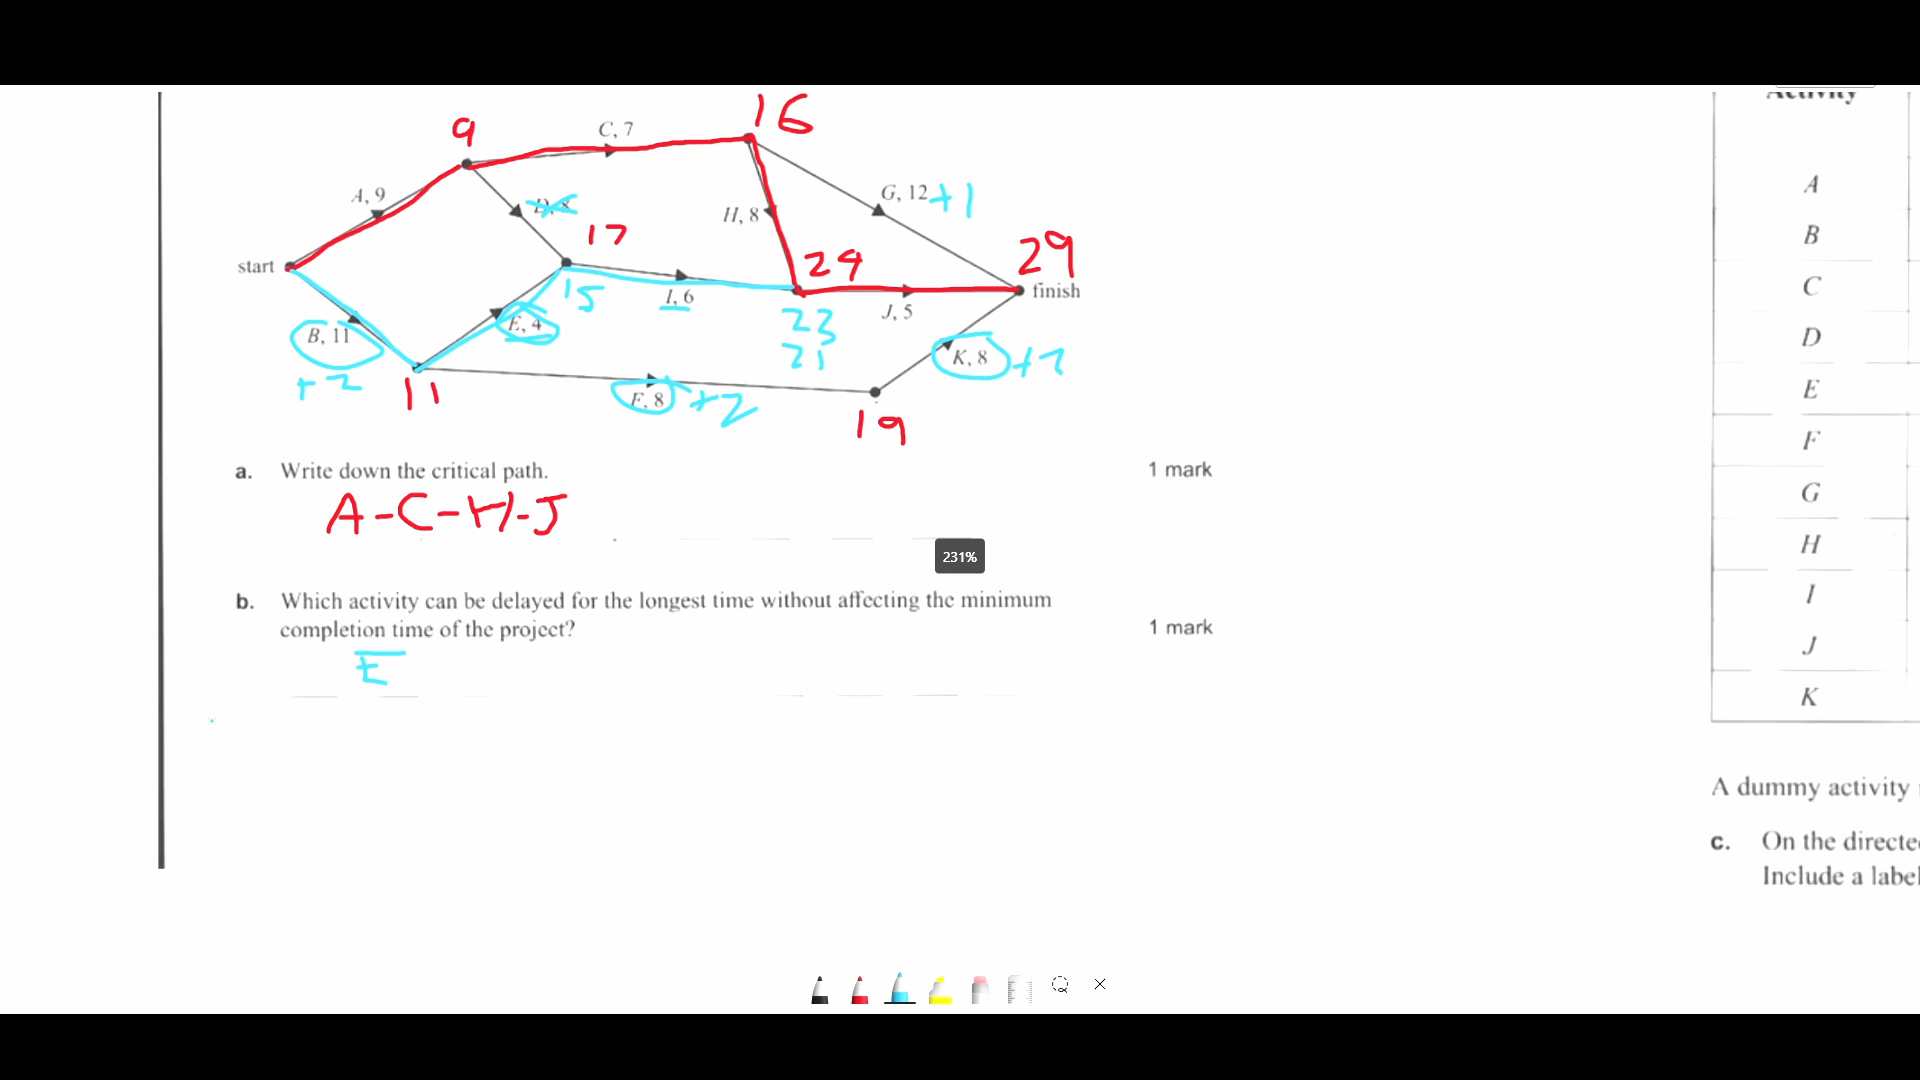 Activity
9
16
C, 7
A, 9
G, 12 +1
H, 8
17
start
24
29
15
I, 6
finish
J, 5
23
21
B, 11
E, 4
K, 8
+2
11
F, 8 +2
19
a. Write down the critical path. 1 mark
A-C-H-J
231%
b. Which activity can be delayed for the longest time without affecting the minimum
completion time of the project? 1 mark
E
A
B
C
D
E
F
G
H
I
J
K
A dummy activity
c. On the directe
Include a label